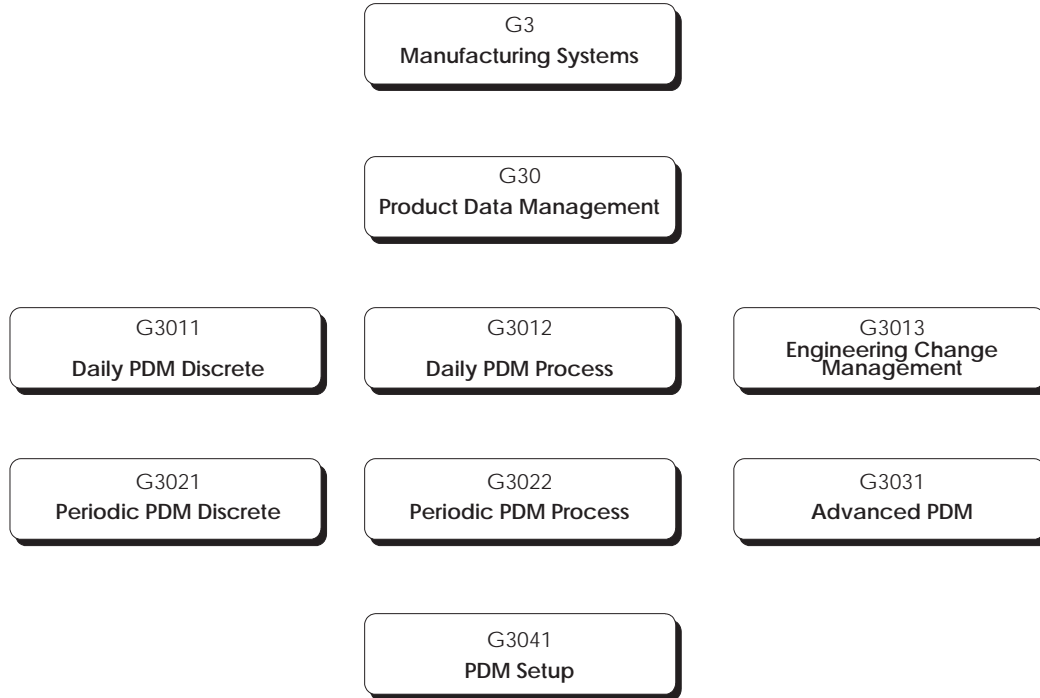 G3
Manufacturing Systems
G30
Product Data Management
G3011
Daily PDM Discrete
G3012
Daily PDM Process
G3013
Engineering Change
Management
G3021
Periodic PDM Discrete
G3022
Periodic PDM Process
G3031
Advanced PDM
G3041
PDM Setup